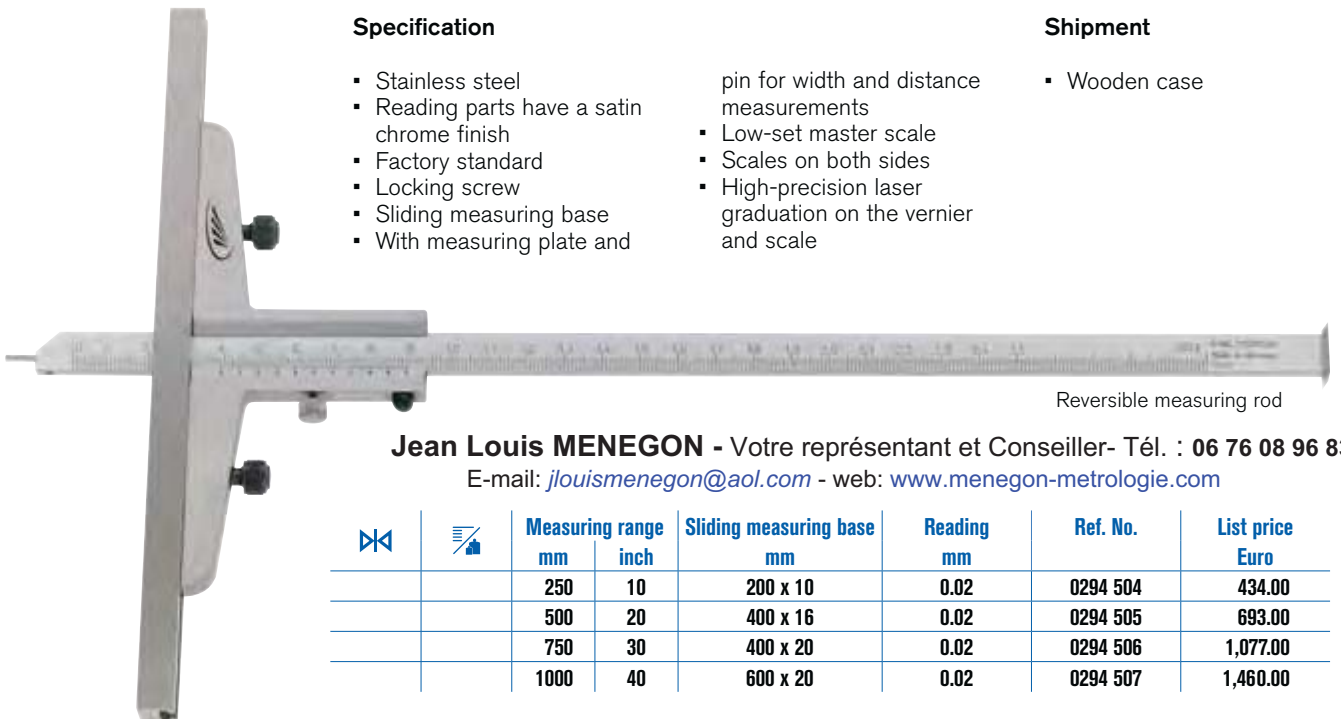 Specification
▪ Stainless steel
▪ Reading parts have a satin
chrome finish
▪ Factory standard
▪ Locking screw
▪ Sliding measuring base
▪ With measuring plate and
pin for width and distance
measurements
▪ Low-set master scale
▪ Scales on both sides
▪ High-precision laser
graduation on the vernier
and scale
Shipment
▪ Wooden case
Reversible measuring rod
Jean Louis MENEGON - Votre représentant et Conseiller- Tél. : 06 76 08 96 83
E-mail: jlouismenegon@aol.com - web: www.menegon-metrologie.com
Measuring range Sliding measuring base Reading Ref. No. List price
mm inch mm mm Euro
250 10 200 x 10 0.02 0294 504 434.00
500 20 400 x 16 0.02 0294 505 693.00
750 30 400 x 20 0.02 0294 506 1,077.00
1000 40 600 x 20 0.02 0294 507 1,460.00